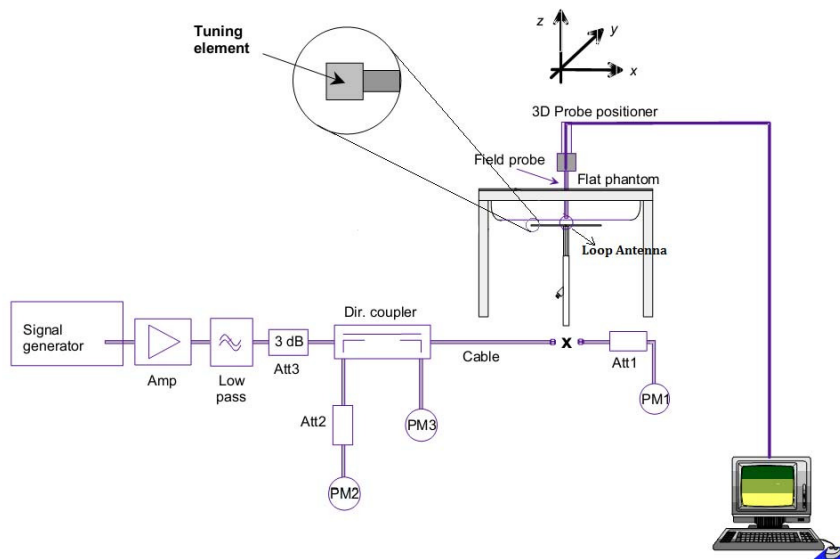 Tuning
element
z
y
x
3D Probe positioner
Field probe
Flat phantom
Loop Antenna
Signal
generator
Amp
Low
pass
3 dB
Att3
Dir. coupler
Cable
x
Att1
PM1
Att2
PM3
PM2